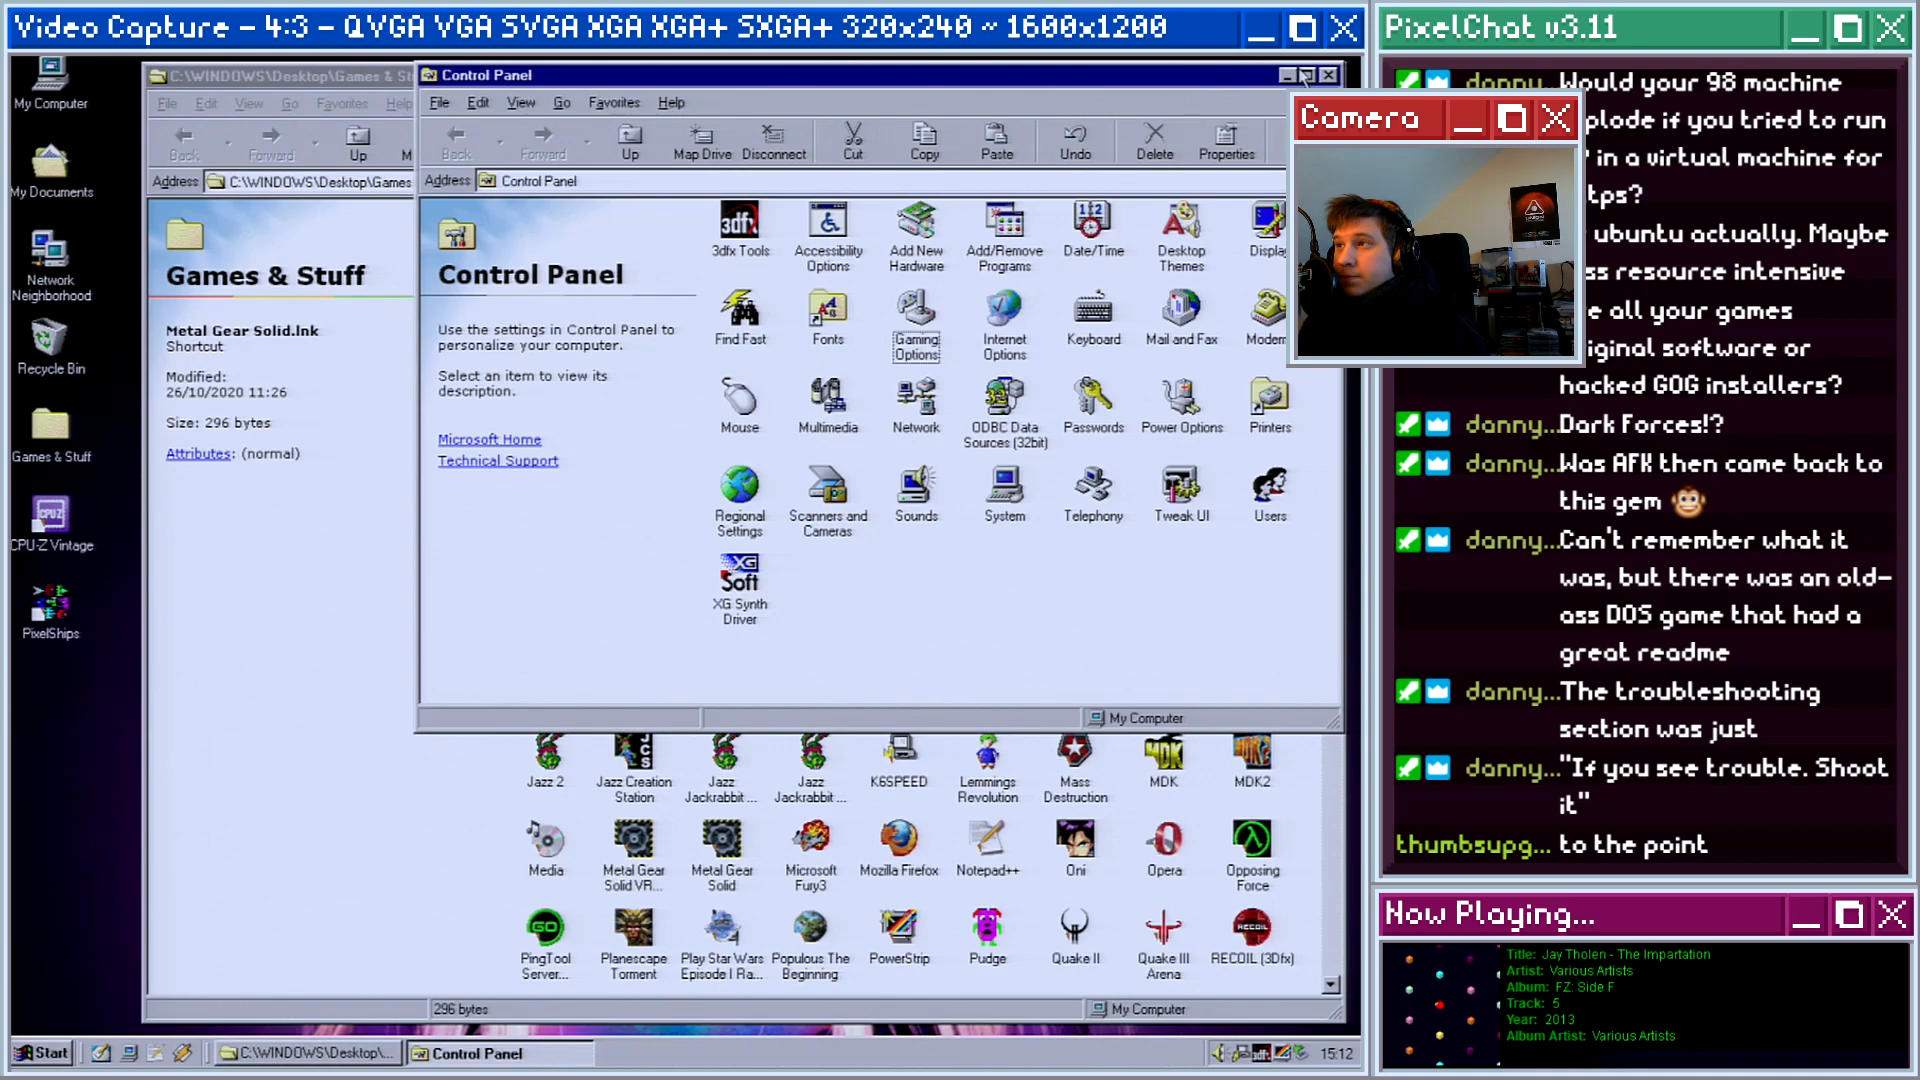 Video Capture - 4:3 - QVGA VGA SVGA XGA XGA+ SXGA+ 320x240 ~ 1600x1200
My Computer
My Documents
Network
Neighborhood
Recycle Bin
Games & Stuff
CPU-Z Vintage
PixelShips
C:\WINDOWS\Desktop\Games & St
File Edit View Go Favorites Help
Back Forward Up M
Address C:\WINDOWS\Desktop\Games
Games & Stuff
Metal Gear Solid.lnk
Shortcut
Modified:
26/10/2020 11:26
Size: 296 bytes
Attributes: (normal)
Control Panel
File Edit View Go Favorites Help
Back Forward Up Map Drive Disconnect Cut Copy Paste Undo Delete Properties
Address Control Panel
Control Panel
Use the settings in Control Panel to
personalize your computer.
Select an item to view its
description.
Microsoft Home
Technical Support
3dfx
3dfx Tools
Accessibility
Options
Add New
Hardware
Add/Remove
Programs
Date/Time
Desktop
Themes
Display
Find Fast
Fonts
Gaming
Options
Internet
Options
Keyboard
Mail and Fax
Modem
Mouse
Multimedia
Network
ODBC Data
Sources (32bit)
Passwords
Power Options
Printers
Regional
Settings
Scanners and
Cameras
Sounds
System
Telephony
Tweak UI
Users
XG
Soft
XG Synth
Driver
My Computer
Jazz 2
Jazz Creation
Station
Jazz
Jackrabbit ...
Jazz
Jackrabbit ...
K6SPEED
Lemmings
Revolution
Mass
Destruction
MDK
MDK2
Media
Metal Gear
Solid VR...
Metal Gear
Solid
Microsoft
Fury3
Mozilla Firefox
Notepad++
Oni
Opera
Opposing
Force
GO
PingTool
Server...
Planescape
Torment
Play Star Wars
Episode I Ra...
Populous The
Beginning
PowerStrip
Pudge
Quake II
Quake III
Arena
RECOIL
RECOIL (3Dfx)
296 bytes
My Computer
Start
C:\WINDOWS\Desktop\...
Control Panel
15:12
Camera
PixelChat v3.11
danny... Would your 98 machine
plode if you tried to run
in a virtual machine for
tps?
ubuntu actually. Maybe
ss resource intensive
e all your games
iginal software or
hacked GOG installers?
danny... Dark Forces!?
danny... Was AFK then came back to
this gem
danny... Can't remember what it
was, but there was an old-
ass DOS game that had a
great readme
danny... The troubleshooting
section was just
danny... "If you see trouble. Shoot
it"
thumbsupg... to the point
Now Playing...
Title: Jay Tholen - The Impartation
Artist: Various Artists
Album: FZ: Side F
Track: 5
Year: 2013
Album Artist: Various Artists